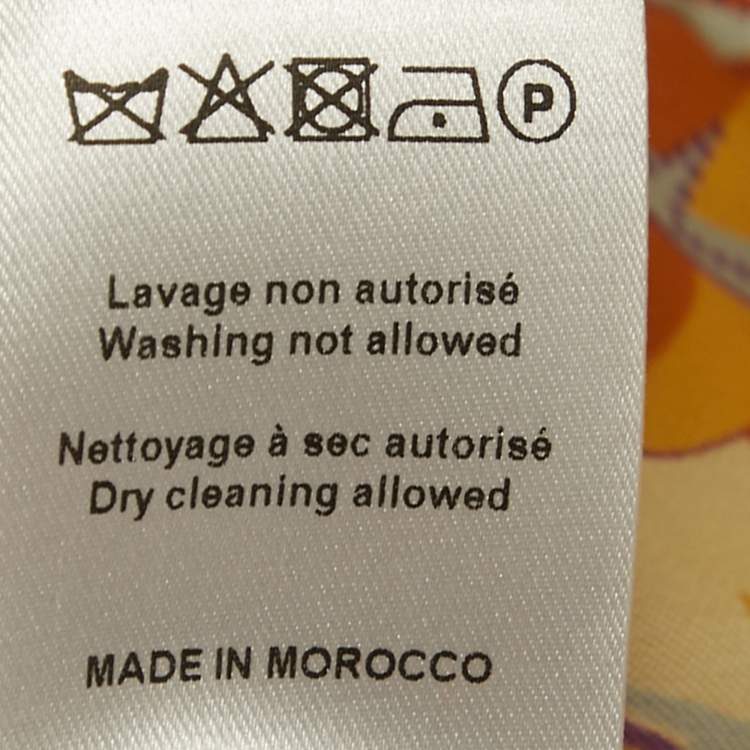 P
Lavage non autorisé
Washing not allowed
Nettoyage à sec autorisé
Dry cleaning allowed
MADE IN MOROCCO